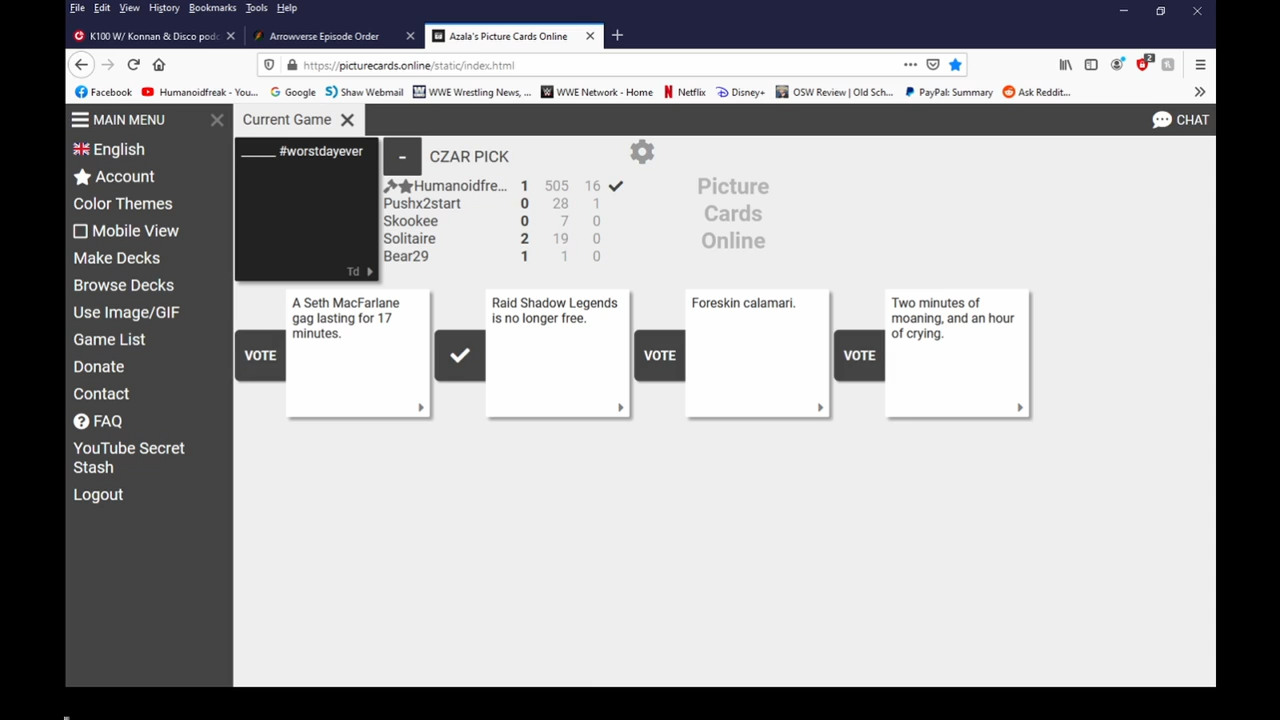 File Edit View History Bookmarks Tools Help
K100 W/ Konnan & Disco podc
Arrowverse Episode Order
Azala's Picture Cards Online
https://picturecards.online/static/index.html
2
Facebook Humanoidfreak - You... Google Shaw Webmail WWE Wrestling News, ... WWE Network - Home Netflix Disney+ OSW Review | Old Sch... PayPal: Summary Ask Reddit...
MAIN MENU
Current Game
CHAT
English
Account
Color Themes
Mobile View
Make Decks
Browse Decks
Use Image/GIF
Game List
Donate
Contact
FAQ
YouTube Secret
Stash
Logout
_____ #worstdayever
Td
- CZAR PICK
Humanoidfre... 1 505 16
Pushx2start 0 28 1
Skookee 0 7 0
Solitaire 2 19 0
Bear29 1 1 0
Picture
Cards
Online
VOTE
A Seth MacFarlane
gag lasting for 17
minutes.
Raid Shadow Legends
is no longer free.
VOTE
Foreskin calamari.
VOTE
Two minutes of
moaning, and an hour
of crying.